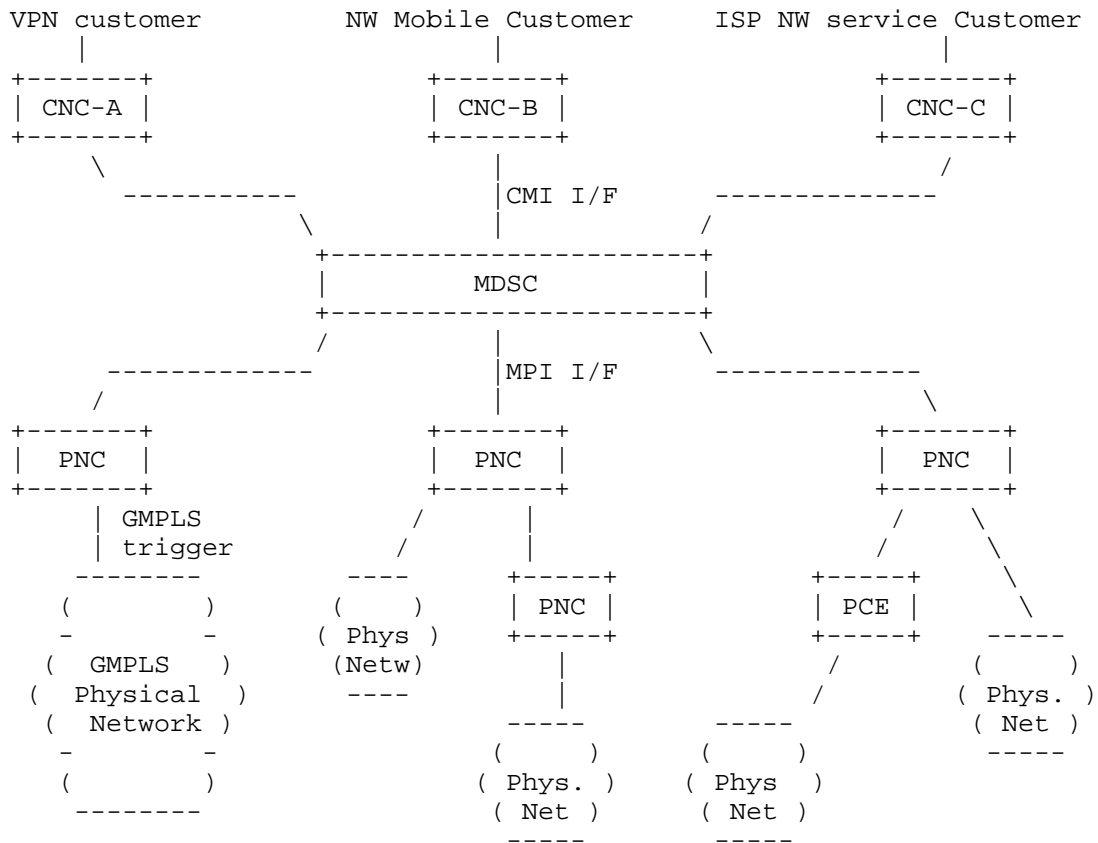 VPN customer NW Mobile Customer ISP NW service Customer
CNC-A CNC-B CNC-C
CMI I/F
MDSC
MPI I/F
PNC PNC PNC
GMPLS
trigger
PNC PCE
Phys
GMPLS Netw
Physical Phys.
Network Net
Phys. Phys
Net Net